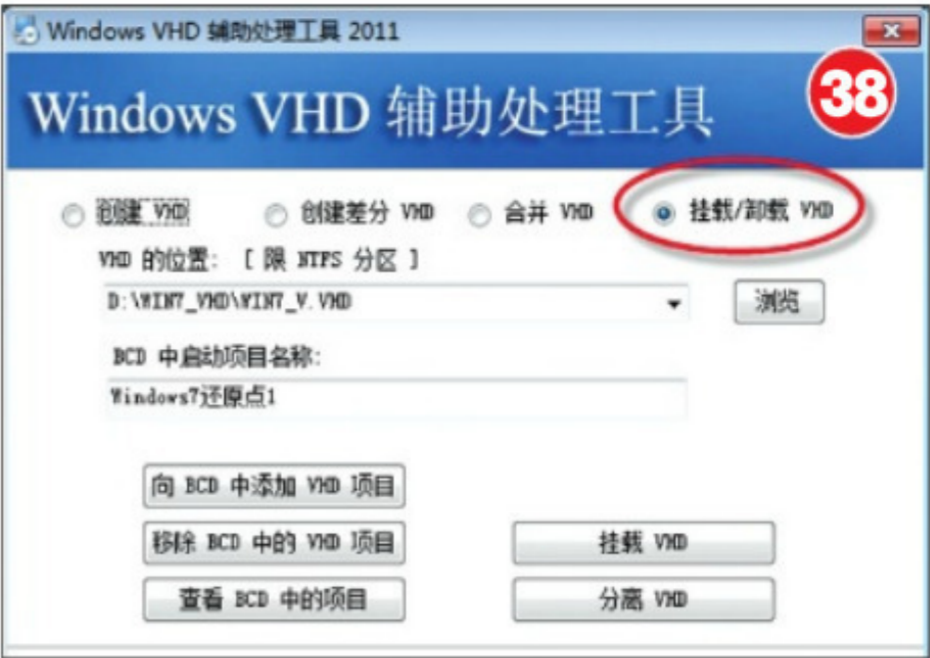 Windows VHD 辅助处理工具 2011
Windows VHD 辅助处理工具
38
创建 VHD 创建差分 VHD 合并 VHD 挂载/卸载 VHD
VHD 的位置: [ 限 NTFS 分区 ]
D:\WIN7_VHD\WIN7_V.VHD 浏览
BCD 中启动项目名称:
Windows7还原点1
向 BCD 中添加 VHD 项目
移除 BCD 中的 VHD 项目 挂载 VHD
查看 BCD 中的项目 分离 VHD